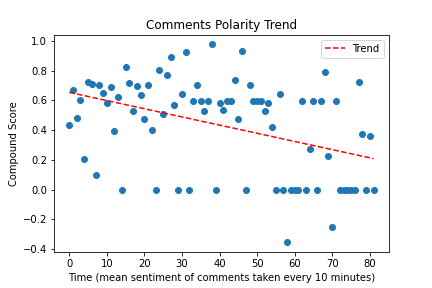 Comments Polarity Trend
1.0
0.8
0.6
0.4
0.2
0.0
−0.2
−0.4
Compound Score
Trend
0 10 20 30 40 50 60 70 80
Time (mean sentiment of comments taken every 10 minutes)